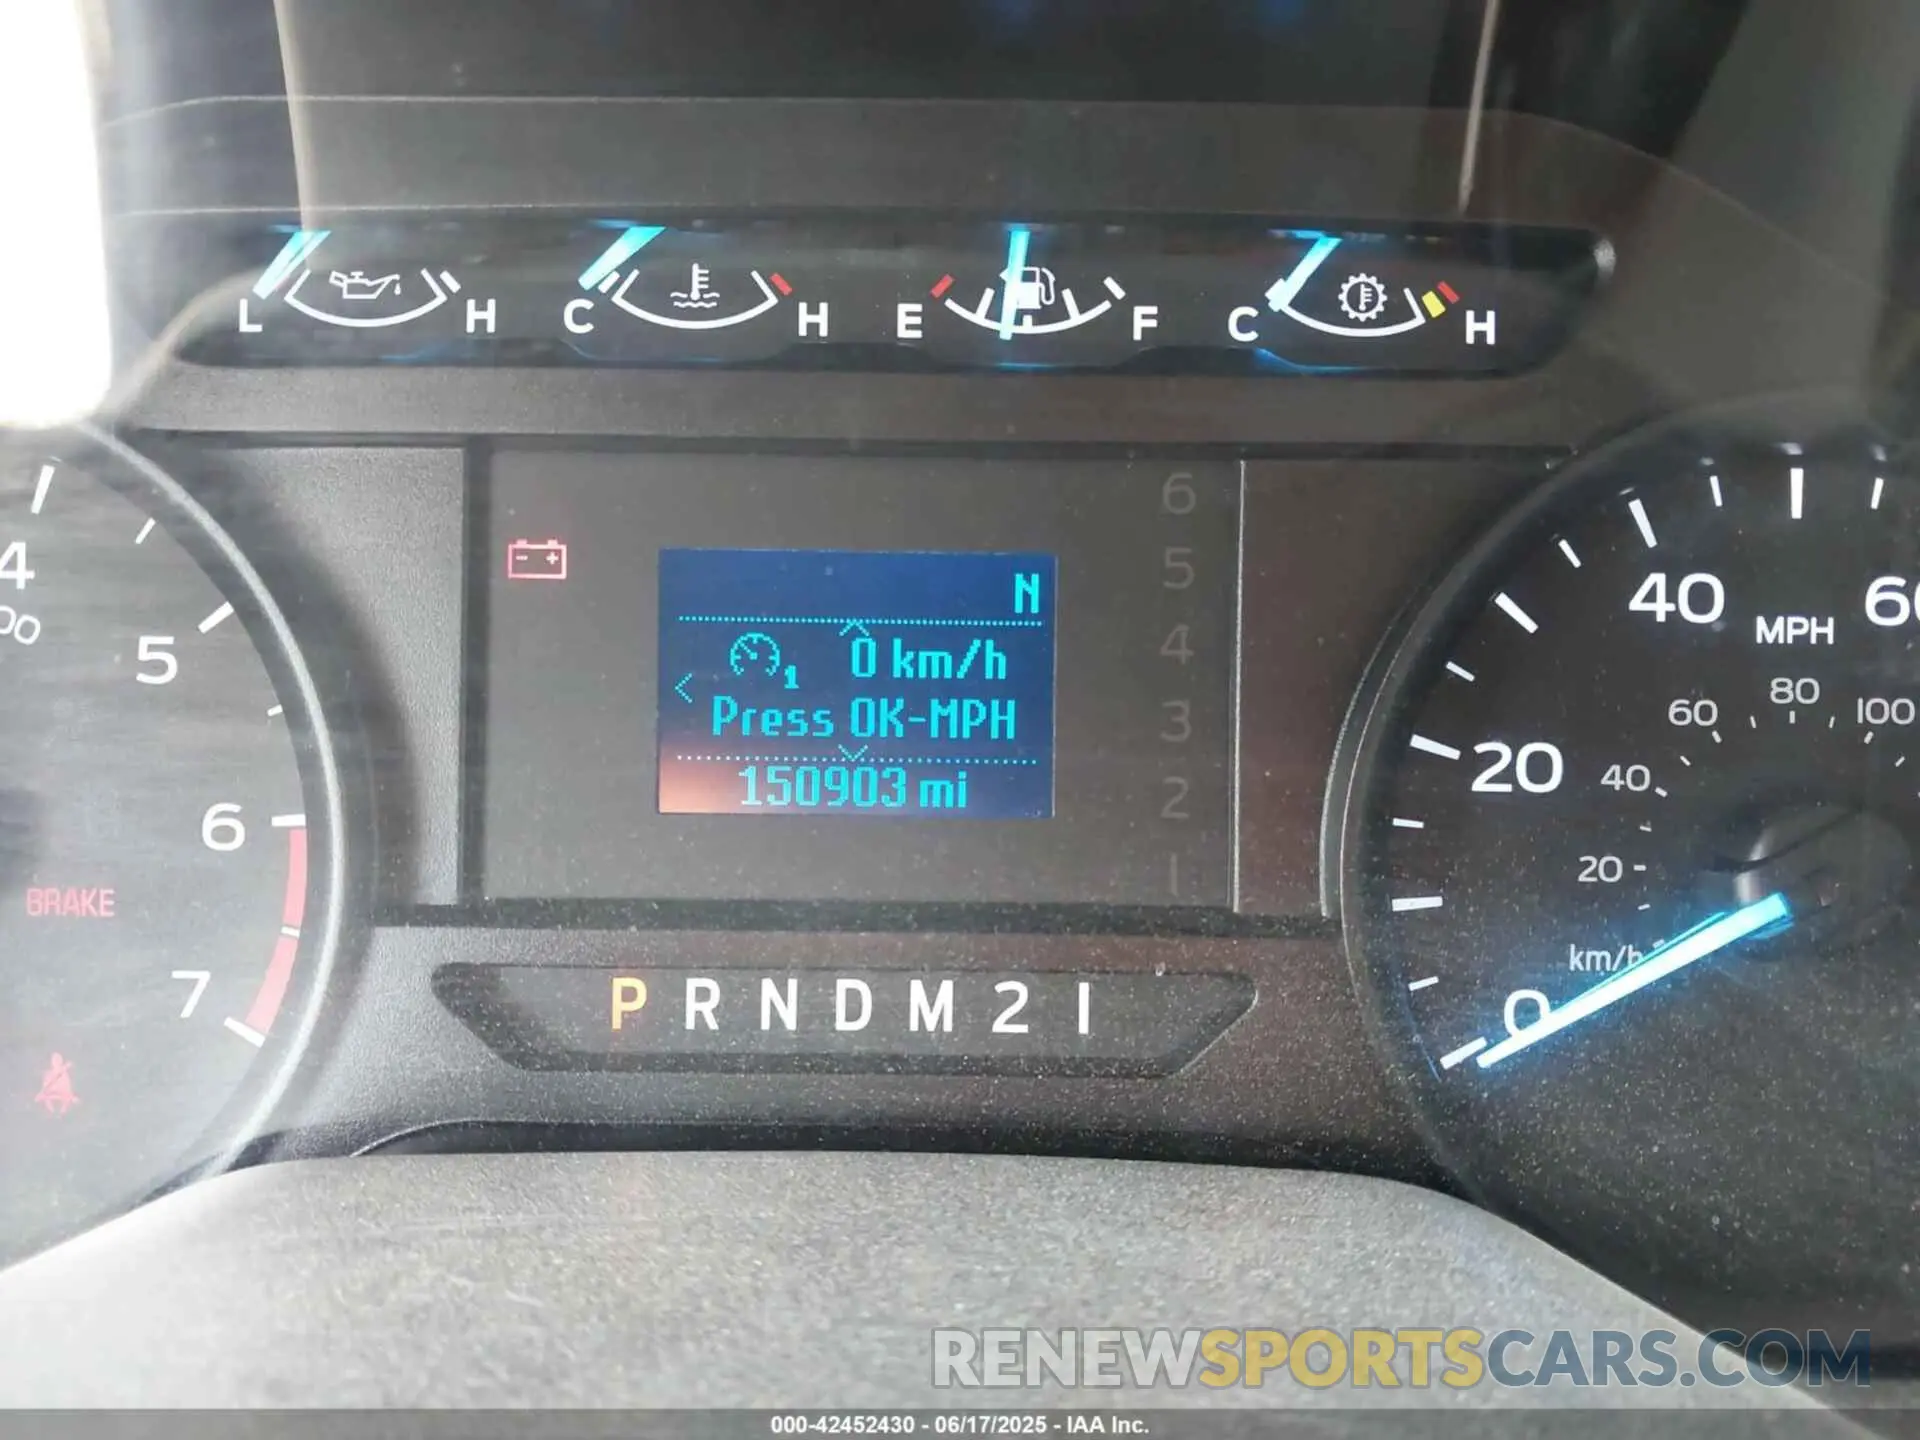 L H C H E F C H
6
5
4
3
2
1
N
0 km/h
1
Press OK-MPH
150903 mi
4
5
6
7
BRAKE
P R N D M 2 1
0
20
40
60
MPH
20
40
60
80
100
km/h
RENEWSPORTSCARS.COM
000-42452430 - 06/17/2025 - IAA Inc.